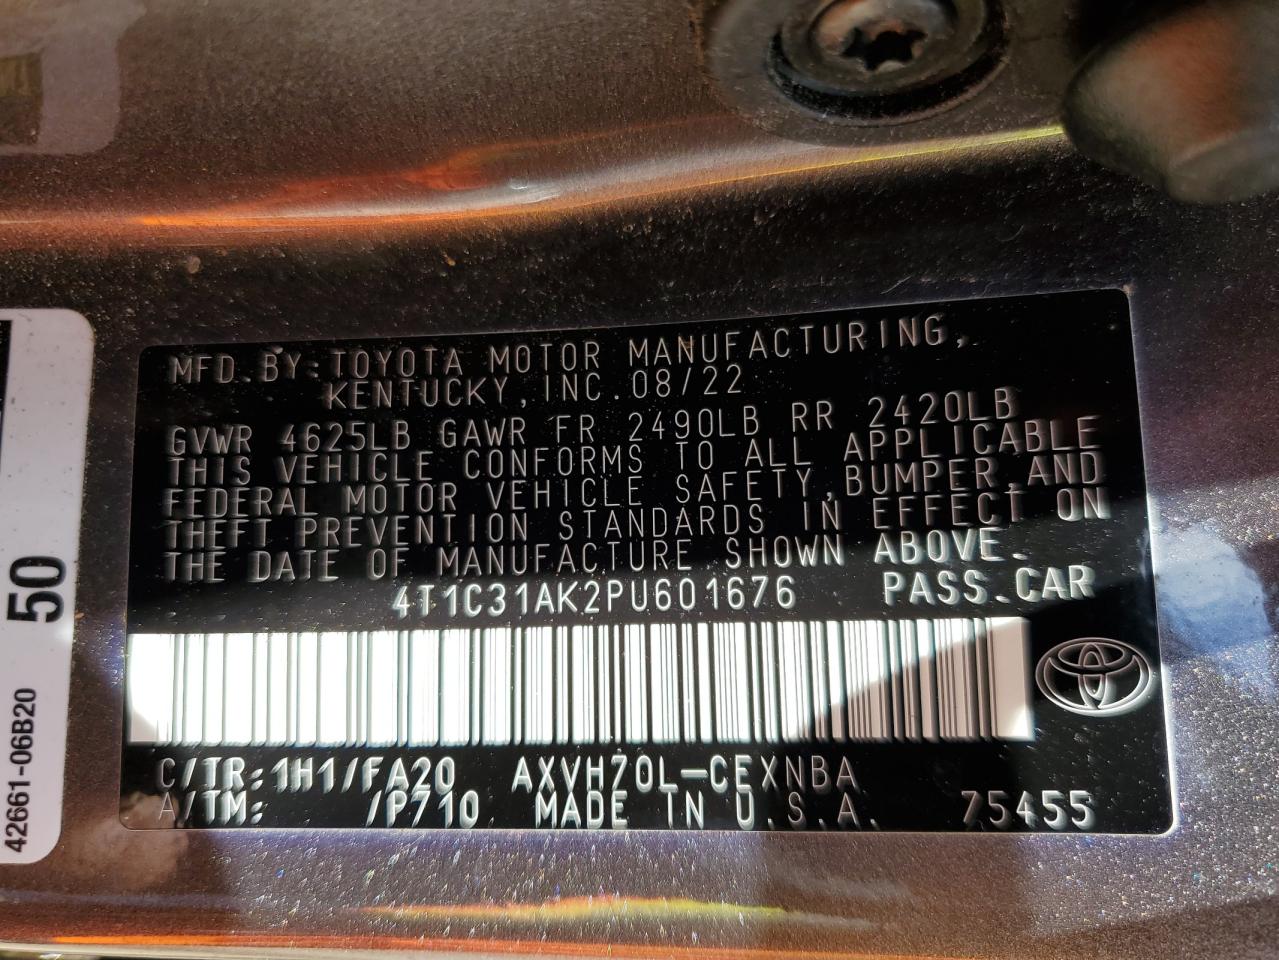 MFD. BY: TOYOTA MOTOR MANUFACTURING,
KENTUCKY, INC. 08/22
GVWR 4625LB GAWR FR 2490LB RR 2420LB
THIS VEHICLE CONFORMS TO ALL APPLICABLE
FEDERAL MOTOR VEHICLE SAFETY, BUMPER, AND
THEFT PREVENTION STANDARDS IN EFFECT ON
THE DATE OF MANUFACTURE SHOWN ABOVE.
4T1C31AK2PU601676 PASS. CAR
C/TR: 1H1/FA20 AXVH70L-CEXNBA
A/TM: /P710 MADE IN U.S.A. 75455
42661-06B20 50